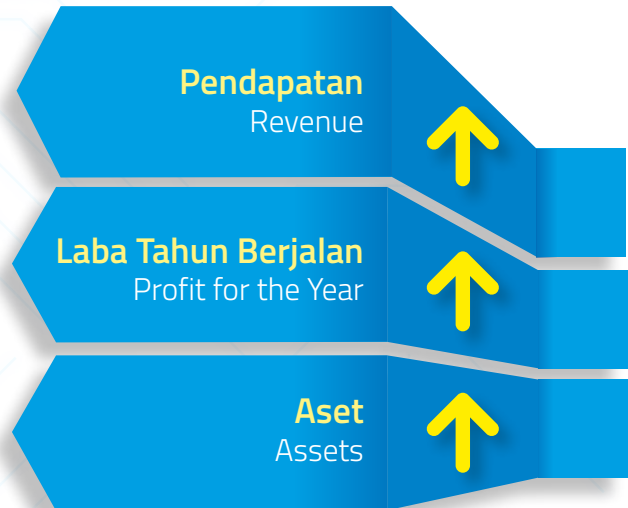 Pendapatan
Revenue
Laba Tahun Berjalan
Profit for the Year
Aset
Assets